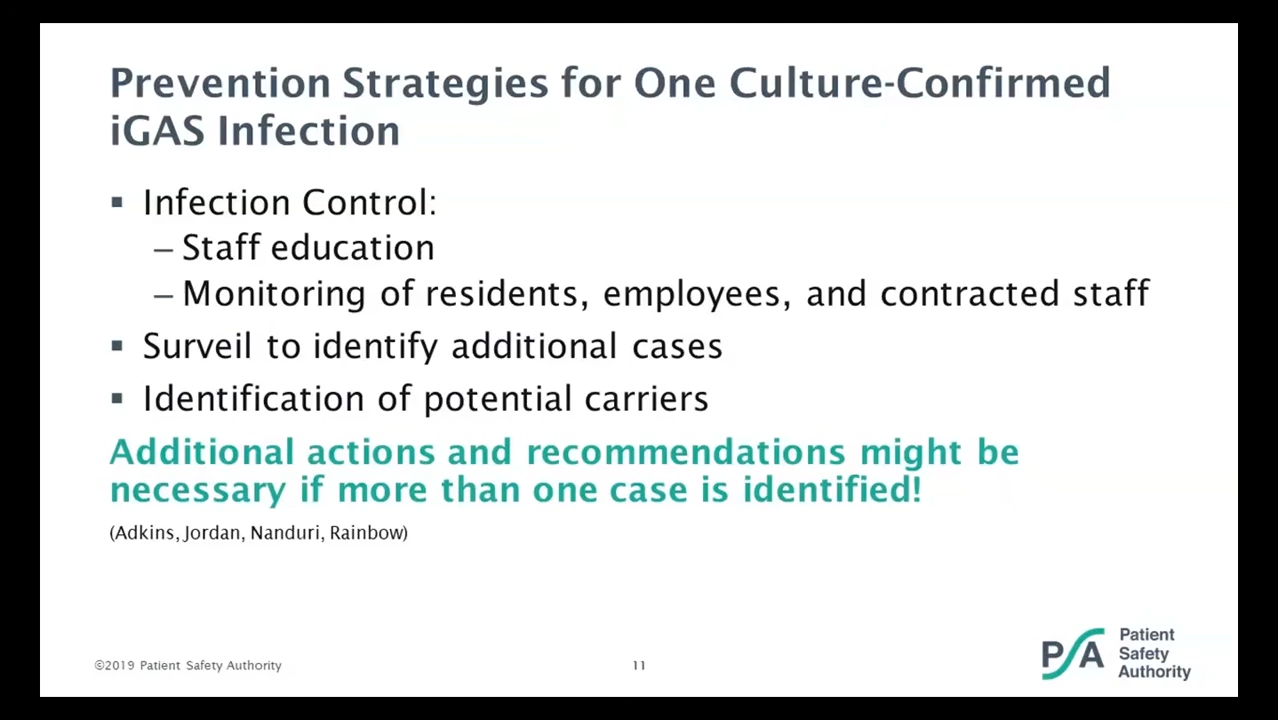 Prevention Strategies for One Culture-Confirmed
iGAS Infection
▪ Infection Control:
– Staff education
– Monitoring of residents, employees, and contracted staff
▪ Surveil to identify additional cases
▪ Identification of potential carriers
Additional actions and recommendations might be
necessary if more than one case is identified!
(Adkins, Jordan, Nanduri, Rainbow)
©2019 Patient Safety Authority
11
PSA
Patient
Safety
Authority